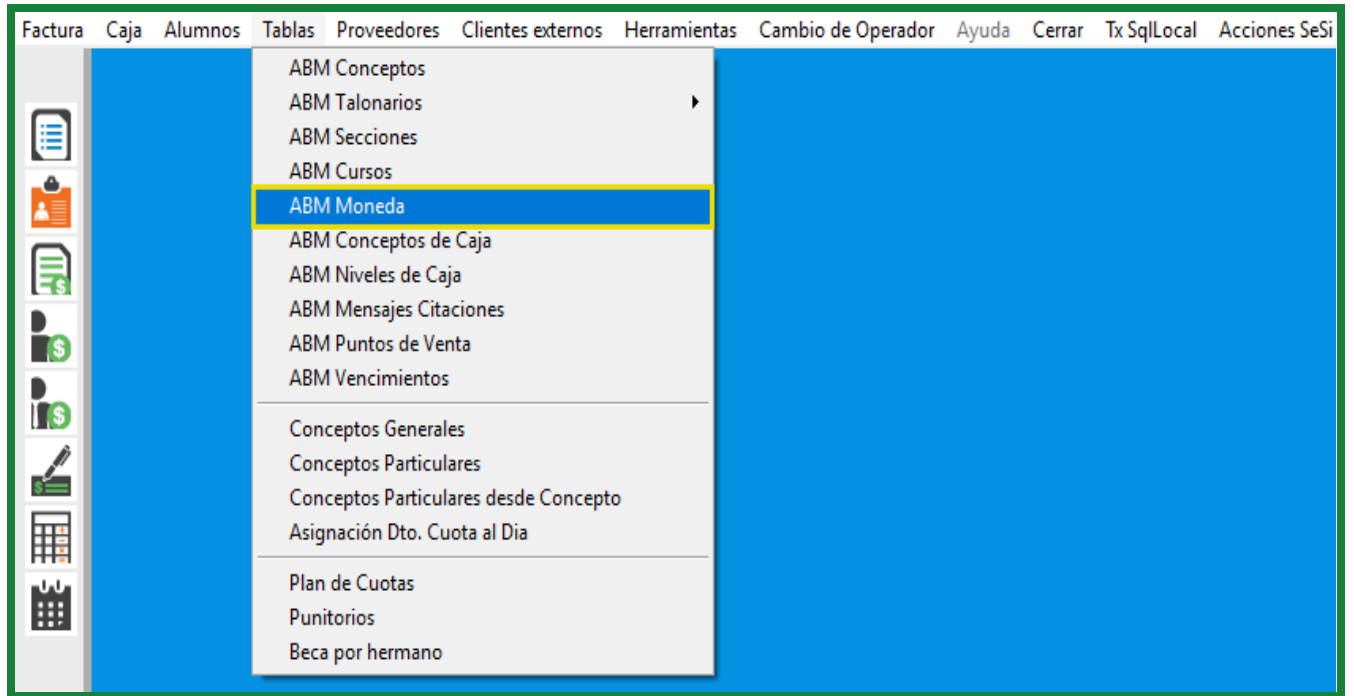 Factura Caja Alumnos Tablas Proveedores Clientes externos Herramientas Cambio de Operador Ayuda Cerrar Tx SqlLocal Acciones SeSi
ABM Conceptos
ABM Talonarios
ABM Secciones
ABM Cursos
ABM Moneda
ABM Conceptos de Caja
ABM Niveles de Caja
ABM Mensajes Citaciones
ABM Puntos de Venta
ABM Vencimientos
Conceptos Generales
Conceptos Particulares
Conceptos Particulares desde Concepto
Asignación Dto. Cuota al Dia
Plan de Cuotas
Punitorios
Beca por hermano